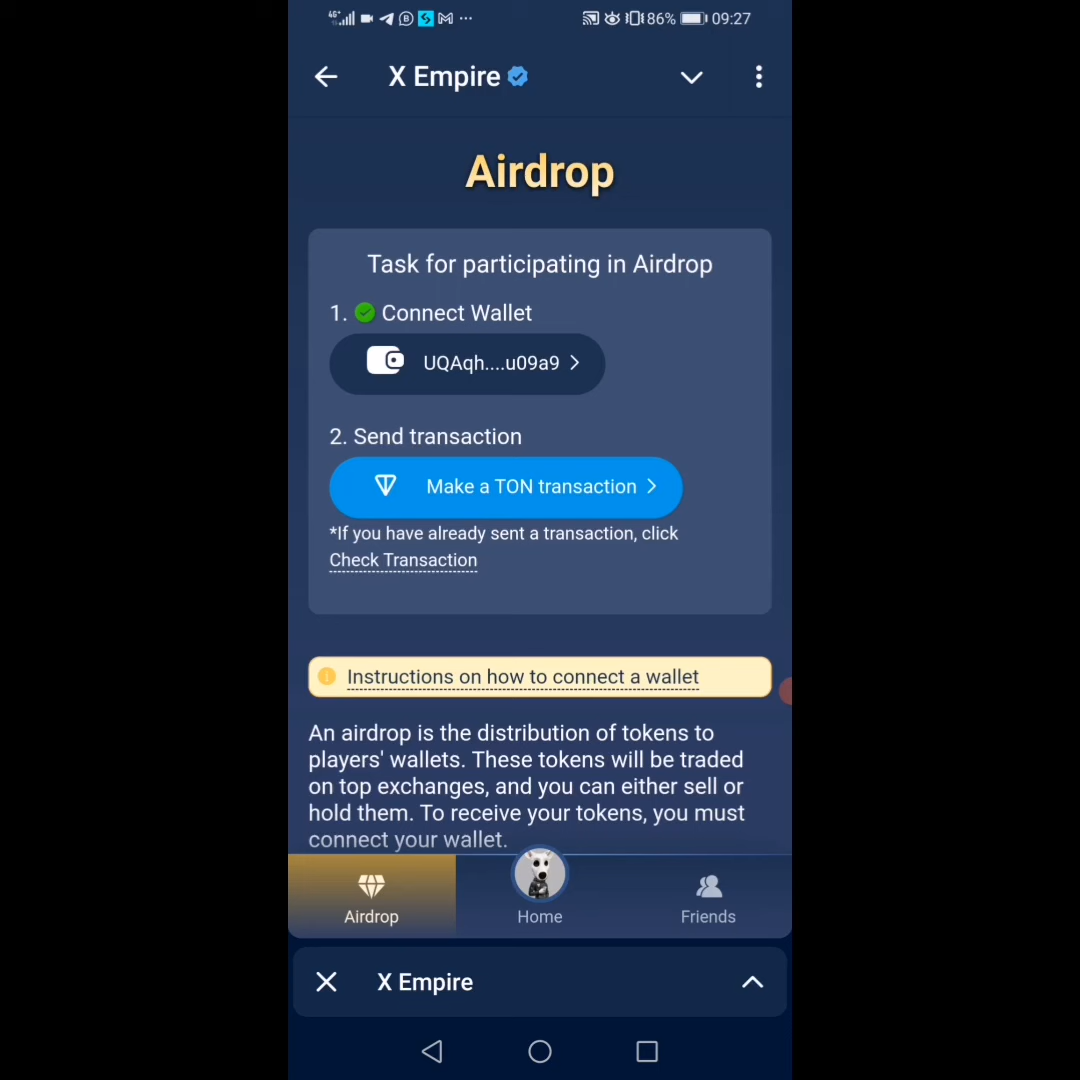 4G 86% 09:27
X Empire
Airdrop
Task for participating in Airdrop
1. Connect Wallet
UQAqh....u09a9 >
2. Send transaction
Make a TON transaction >
*If you have already sent a transaction, click
Check Transaction
Instructions on how to connect a wallet
An airdrop is the distribution of tokens to
players' wallets. These tokens will be traded
on top exchanges, and you can either sell or
hold them. To receive your tokens, you must
connect your wallet.
Airdrop Home Friends
X Empire